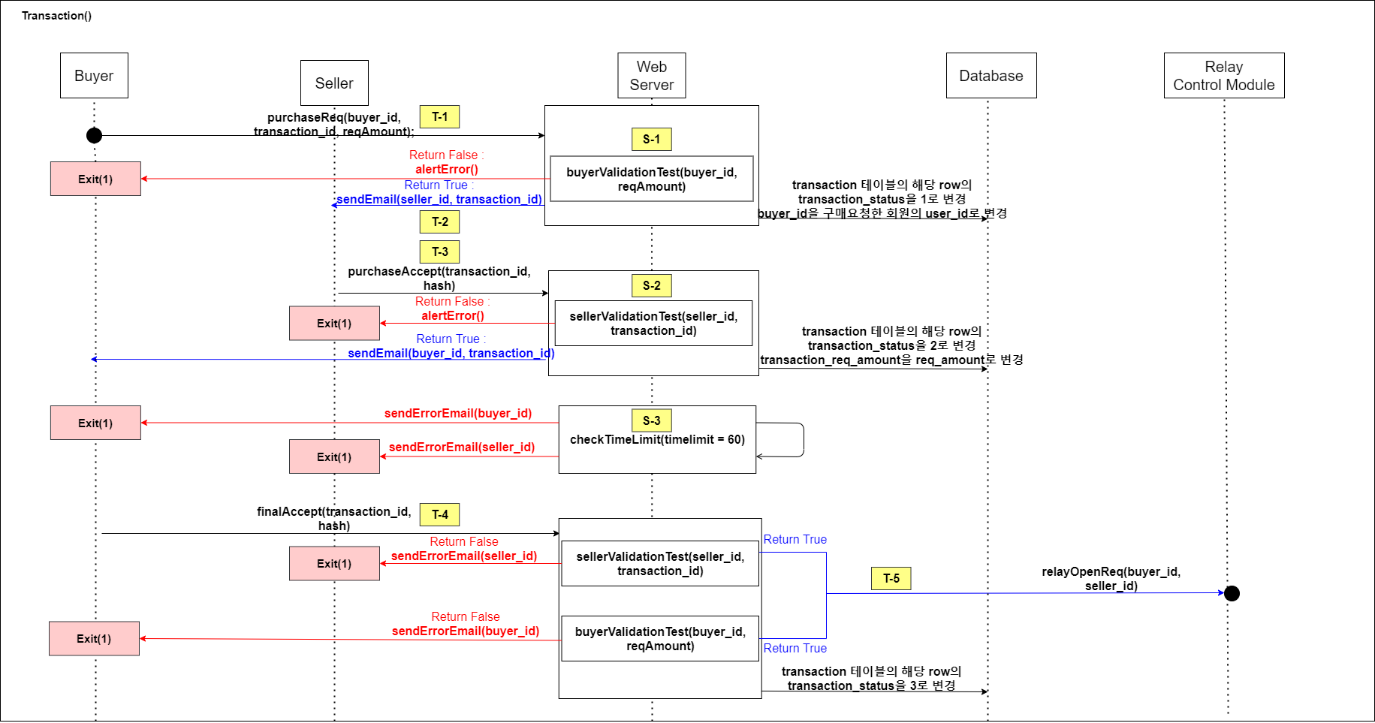 Transaction()
Buyer
Seller
Web
Server
Database
Relay
Control Module
purchaseReq(buyer_id,
transaction_id, reqAmount);
T-1
S-1
Return False :
alertError()
Exit(1)
buyerValidationTest(buyer_id,
reqAmount)
Return True :
sendEmail(seller_id, transaction_id)
T-2
transaction 테이블의 해당 row의
transaction_status을 1로 변경
buyer_id을 구매요청한 회원의 user_id로 변경
T-3
purchaseAccept(transaction_id,
hash)
S-2
Return False :
alertError()
Exit(1)
sellerValidationTest(seller_id,
transaction_id)
Return True :
sendEmail(buyer_id, transaction_id)
transaction 테이블의 해당 row의
transaction_status을 2로 변경
transaction_req_amount을 req_amount로 변경
Exit(1)
sendErrorEmail(buyer_id)
S-3
checkTimeLimit(timelimit = 60)
sendErrorEmail(seller_id)
Exit(1)
finalAccept(transaction_id,
hash)
T-4
Return False
sendErrorEmail(seller_id)
Exit(1)
sellerValidationTest(seller_id,
transaction_id)
Return True
T-5
relayOpenReq(buyer_id,
seller_id)
Return False
sendErrorEmail(buyer_id)
Exit(1)
buyerValidationTest(buyer_id,
reqAmount)
Return True
transaction 테이블의 해당 row의
transaction_status을 3로 변경